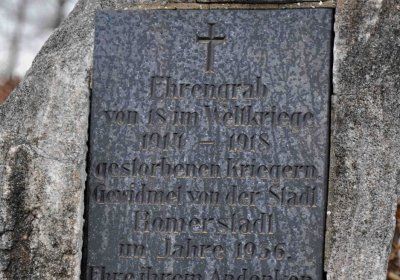 Ehrengrab
von 18 im Weltkriege
1914 – 1918
gestorbenen Kriegern.
Gewidmet von der Stadt
Römerstadt
im Jahre 1936.
Ehre ihrem Andenken